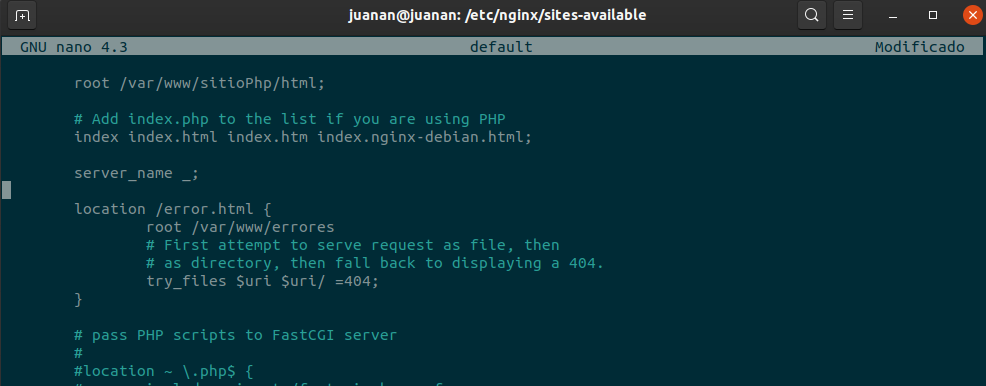 juanan@juanan: /etc/nginx/sites-available
GNU nano 4.3 default Modificado
root /var/www/sitioPhp/html;
# Add index.php to the list if you are using PHP
index index.html index.htm index.nginx-debian.html;
server_name _;
location /error.html {
root /var/www/errores
# First attempt to serve request as file, then
# as directory, then fall back to displaying a 404.
try_files $uri $uri/ =404;
}
# pass PHP scripts to FastCGI server
#
#location ~ \.php$ {